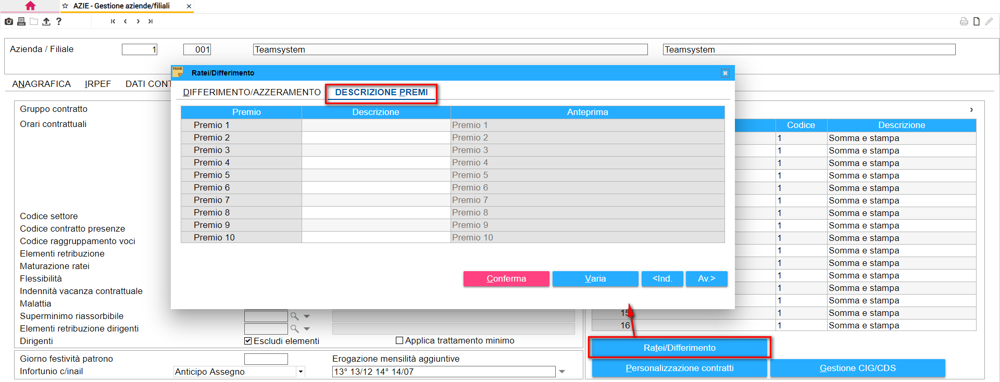 AZIE - Gestione aziende/filiali
Azienda / Filiale 1 001 Teamsystem Teamsystem
PAGHE Ratei/Differimento
ANAGRAFICA IRPEF DATI CONT
DIFFERIMENTO/AZZERAMENTO DESCRIZIONE PREMI
Premio Descrizione Anteprima
Premio 1 Premio 1
Premio 2 Premio 2
Premio 3 Premio 3
Premio 4 Premio 4
Premio 5 Premio 5
Premio 6 Premio 6
Premio 7 Premio 7
Premio 8 Premio 8
Premio 9 Premio 9
Premio 10 Premio 10
Conferma Varia <Ind. Av.>
Gruppo contratto
Orari contrattuali
Codice settore
Codice contratto presenze
Codice raggruppamento voci
Elementi retribuzione
Maturazione ratei
Flessibilità
Indennità vacanza contrattuale
Malattia
Superminimo riassorbibile
Elementi retribuzione dirigenti
Dirigenti Escludi elementi Applica trattamento minimo
Giorno festività patrono Erogazione mensilità aggiuntive
Infortunio c/inail Anticipo Assegno 13° 13/12 14° 14/07
Codice Descrizione
1 Somma e stampa
1 Somma e stampa
1 Somma e stampa
1 Somma e stampa
1 Somma e stampa
1 Somma e stampa
1 Somma e stampa
1 Somma e stampa
1 Somma e stampa
1 Somma e stampa
1 Somma e stampa
1 Somma e stampa
1 Somma e stampa
1 Somma e stampa
15 1 Somma e stampa
16 1 Somma e stampa
Ratei/Differimento
Personalizzazione contratti Gestione CIG/CDS